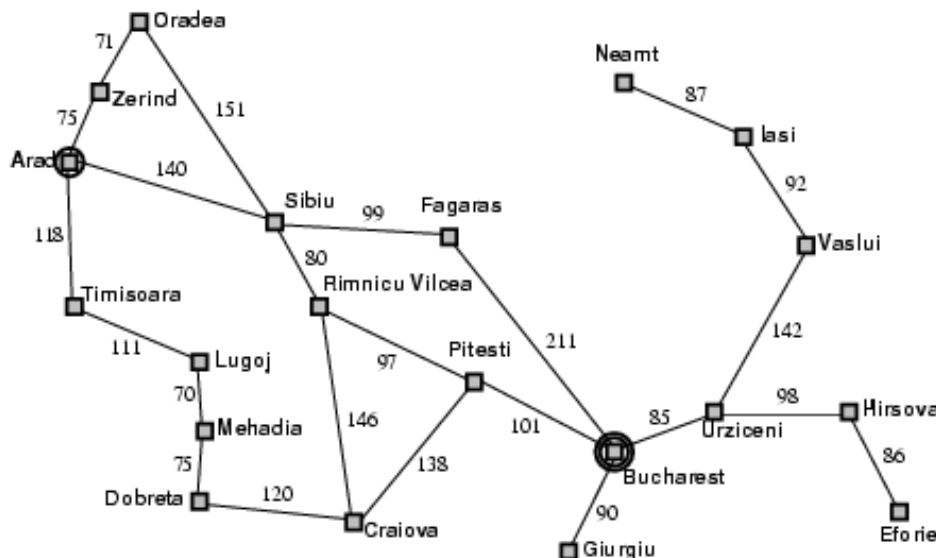 Oradea
71
Neamt
Zerind
87
75
151
Iasi
Arad
140
92
Sibiu
Fagaras
99
118
Vaslui
80
Timisoara
Rimnicu Vilcea
142
111
211
Lugoj
97
Pitesti
70
98
Hirsova
146
101
85
Urziceni
Mehadia
138
86
75
Bucharest
Dobreta
120
90
Craiova
Eforie
Giurgiu